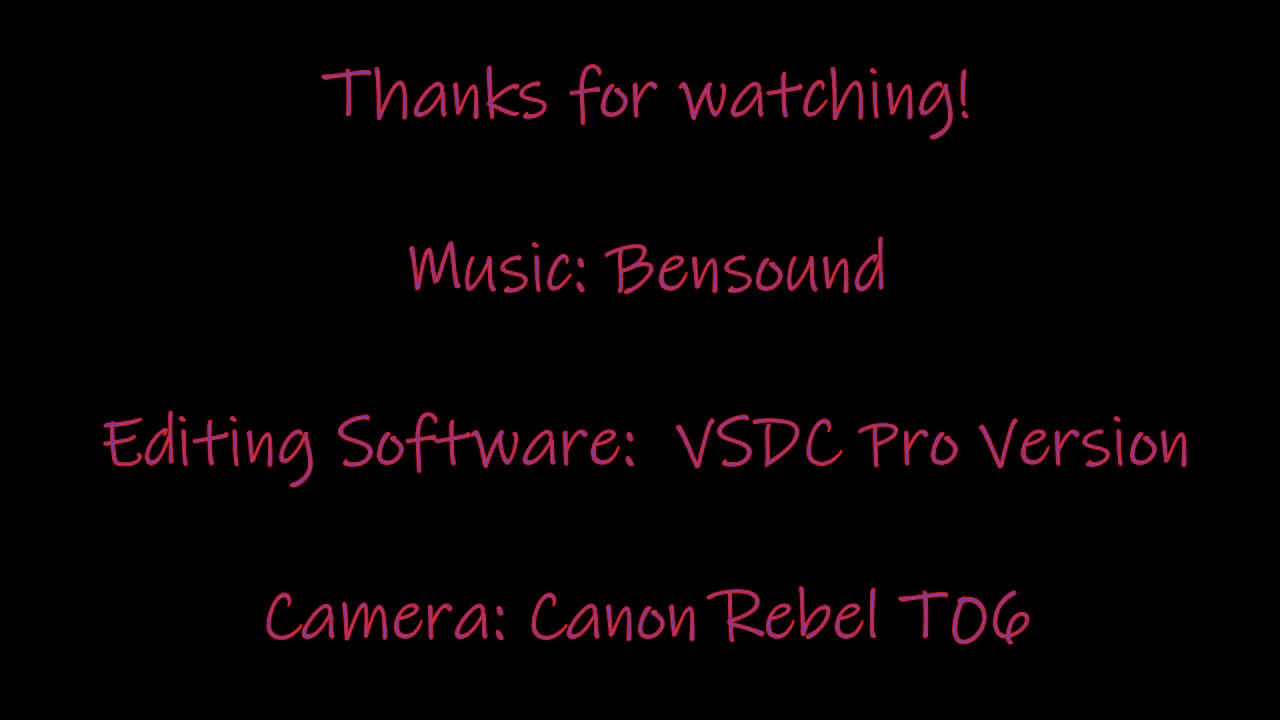 Thanks for watching!
Music: Bensound
Editing Software: VSDC Pro Version
Camera: Canon Rebel T06